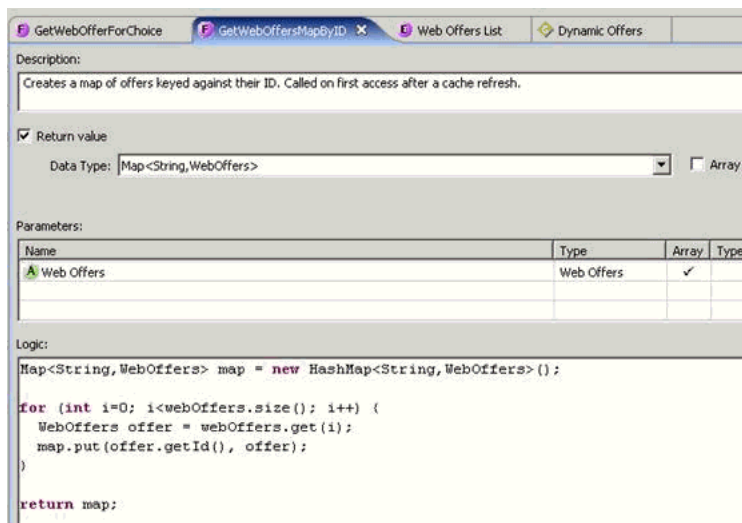 GetWebOfferForChoice GetWebOffersMapByID Web Offers List Dynamic Offers
Description:
Creates a map of offers keyed against their ID. Called on first access after a cache refresh.
Return value
Data Type: Map<String,WebOffers> Array
Parameters:
Name Type Array Type
A Web Offers Web Offers
Logic:
Map<String,WebOffers> map = new HashMap<String,WebOffers>();
for (int i=0; i<webOffers.size(); i++) {
WebOffers offer = webOffers.get(i);
map.put(offer.getId(), offer);
}
return map;